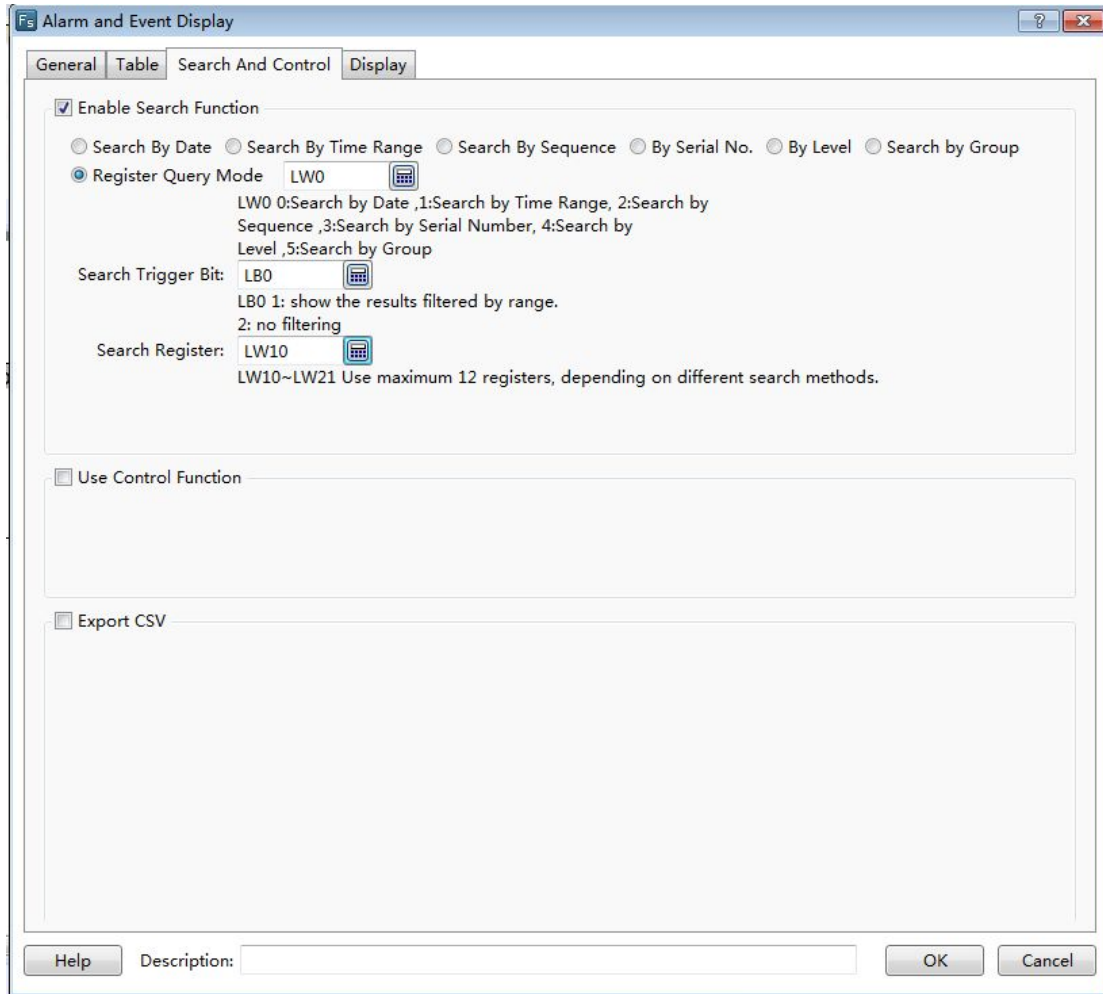 Fs Alarm and Event Display
General Table Search And Control Display
Enable Search Function
Search By Date Search By Time Range Search By Sequence By Serial No. By Level Search by Group
Register Query Mode LW0
LW0 0:Search by Date ,1:Search by Time Range, 2:Search by
Sequence ,3:Search by Serial Number, 4:Search by
Level ,5:Search by Group
Search Trigger Bit: LB0
LB0 1: show the results filtered by range.
2: no filtering
Search Register: LW10
LW10~LW21 Use maximum 12 registers, depending on different search methods.
Use Control Function
Export CSV
Help Description: OK Cancel